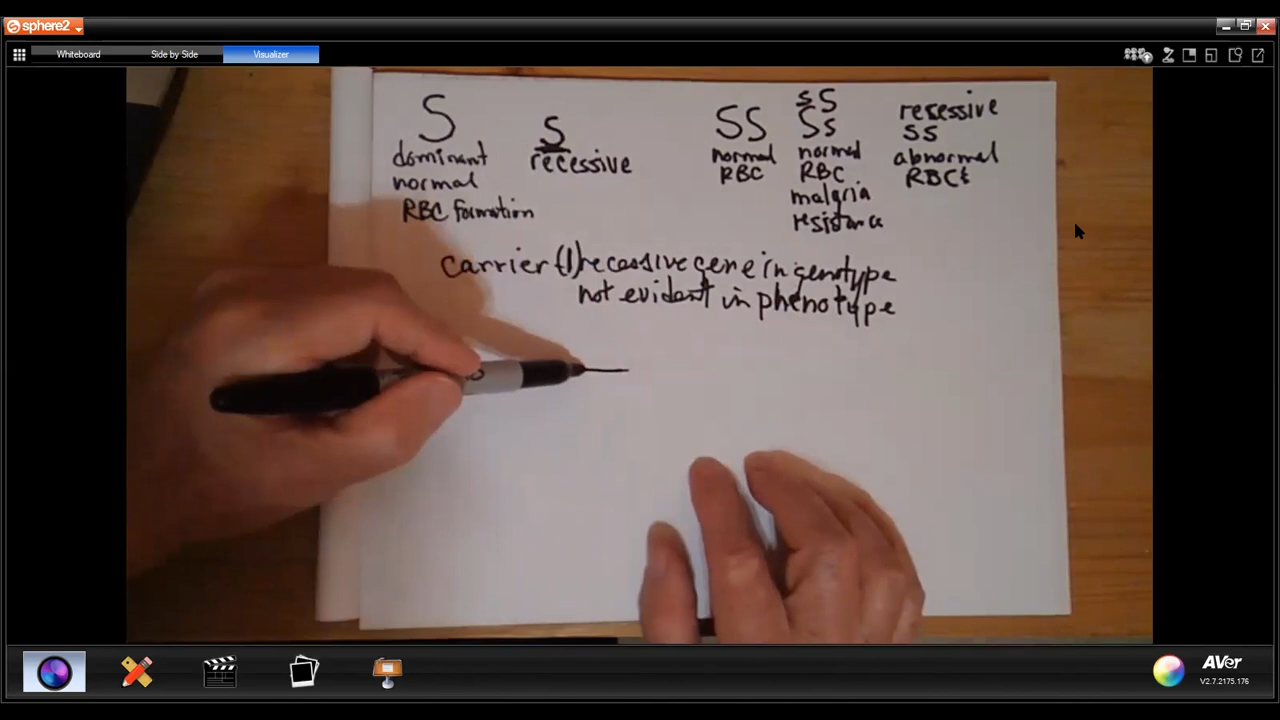 sphere2
Whiteboard
Side by Side
Visualizer
S
dominant
normal
RBC formation
s
recessive
SS
normal
RBC
sS
Ss
normal
RBC
malaria
resistance
recessive
ss
abnormal
carrier (1) recessive gene in genotype
not evident in phenotype
AVer
V2.7.2175.176